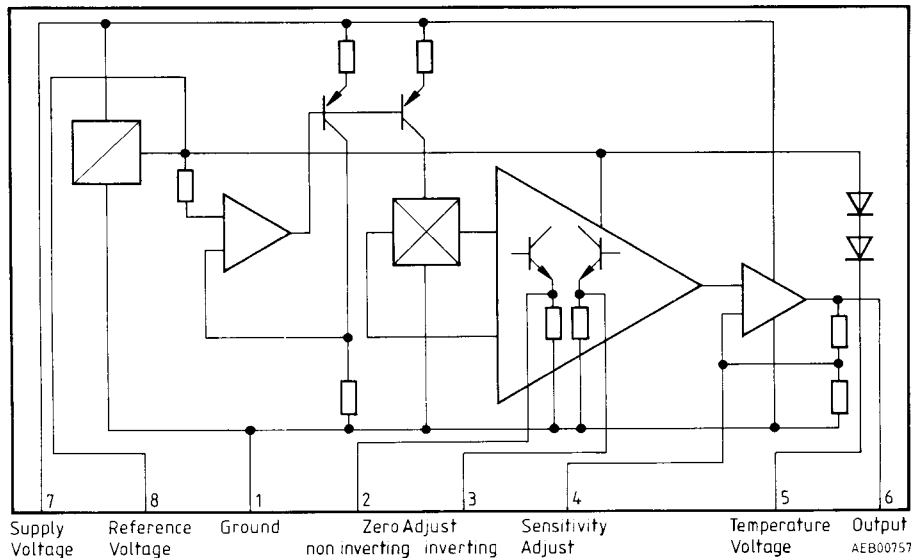 7 8 1 2 3 4 5 6
Supply Reference Ground Zero Adjust Sensitivity Temperature Output
Voltage Voltage non inverting inverting Adjust Voltage AEB00757